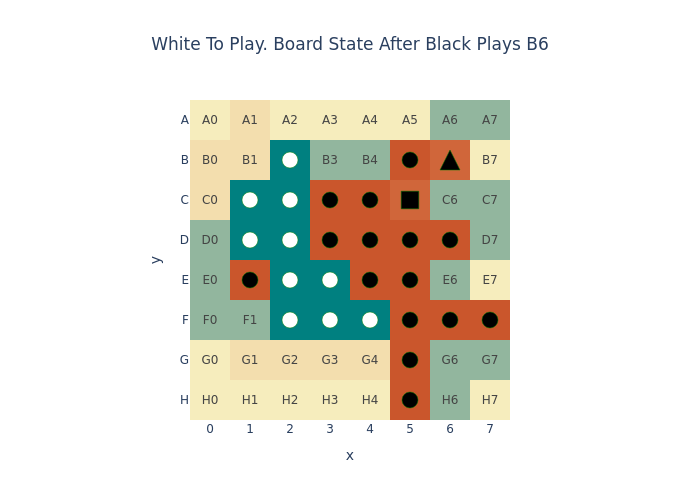 White To Play. Board State After Black Plays B6
A A0 A1 A2 A3 A4 A5 A6 A7
B B0 B1 B3 B4 B7
C C0 C6 C7
D D0 D7
E E0 E6 E7
F F0 F1
G G0 G1 G2 G3 G4 G6 G7
H H0 H1 H2 H3 H4 H6 H7
0 1 2 3 4 5 6 7
x
y